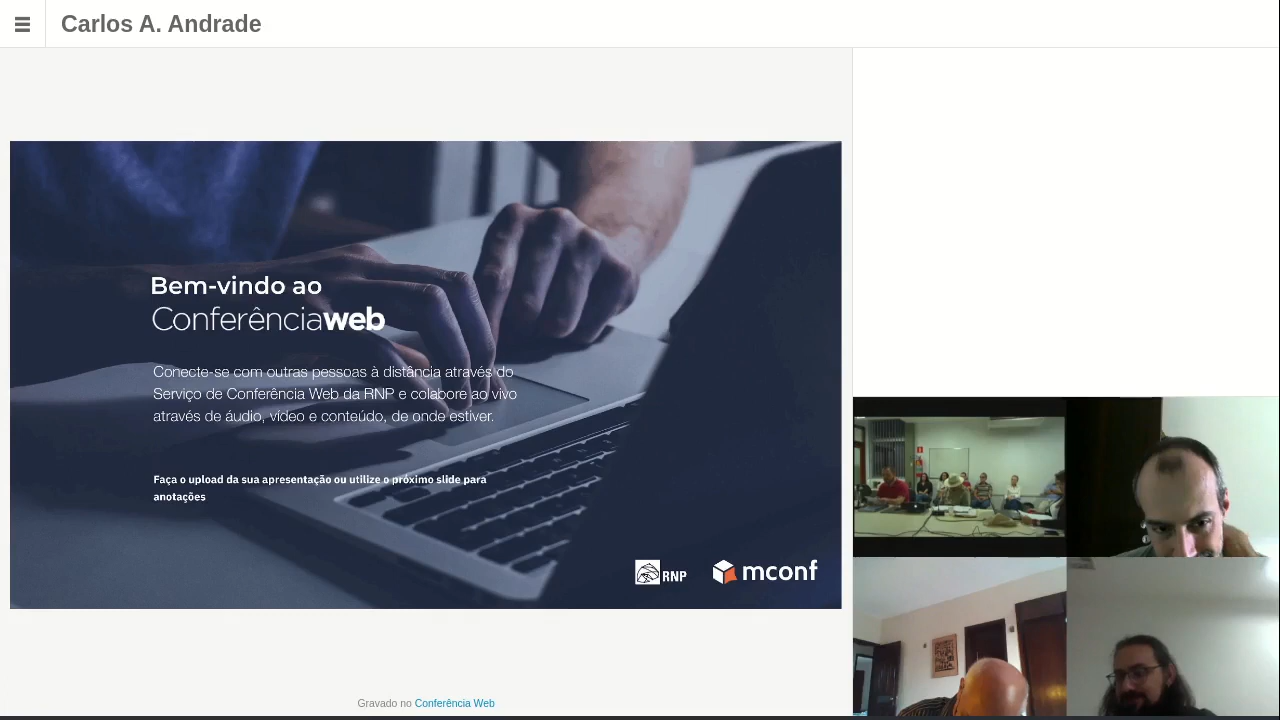 Carlos A. Andrade
Bem-vindo ao
Conferênciaweb
Conecte-se com outras pessoas à distância através do
Serviço de Conferência Web da RNP e colabore ao vivo
através de áudio, vídeo e conteúdo, de onde estiver.
Faça o upload da sua apresentação ou utilize o próximo slide para
anotações
RNP
mconf
Gravado no Conferência Web